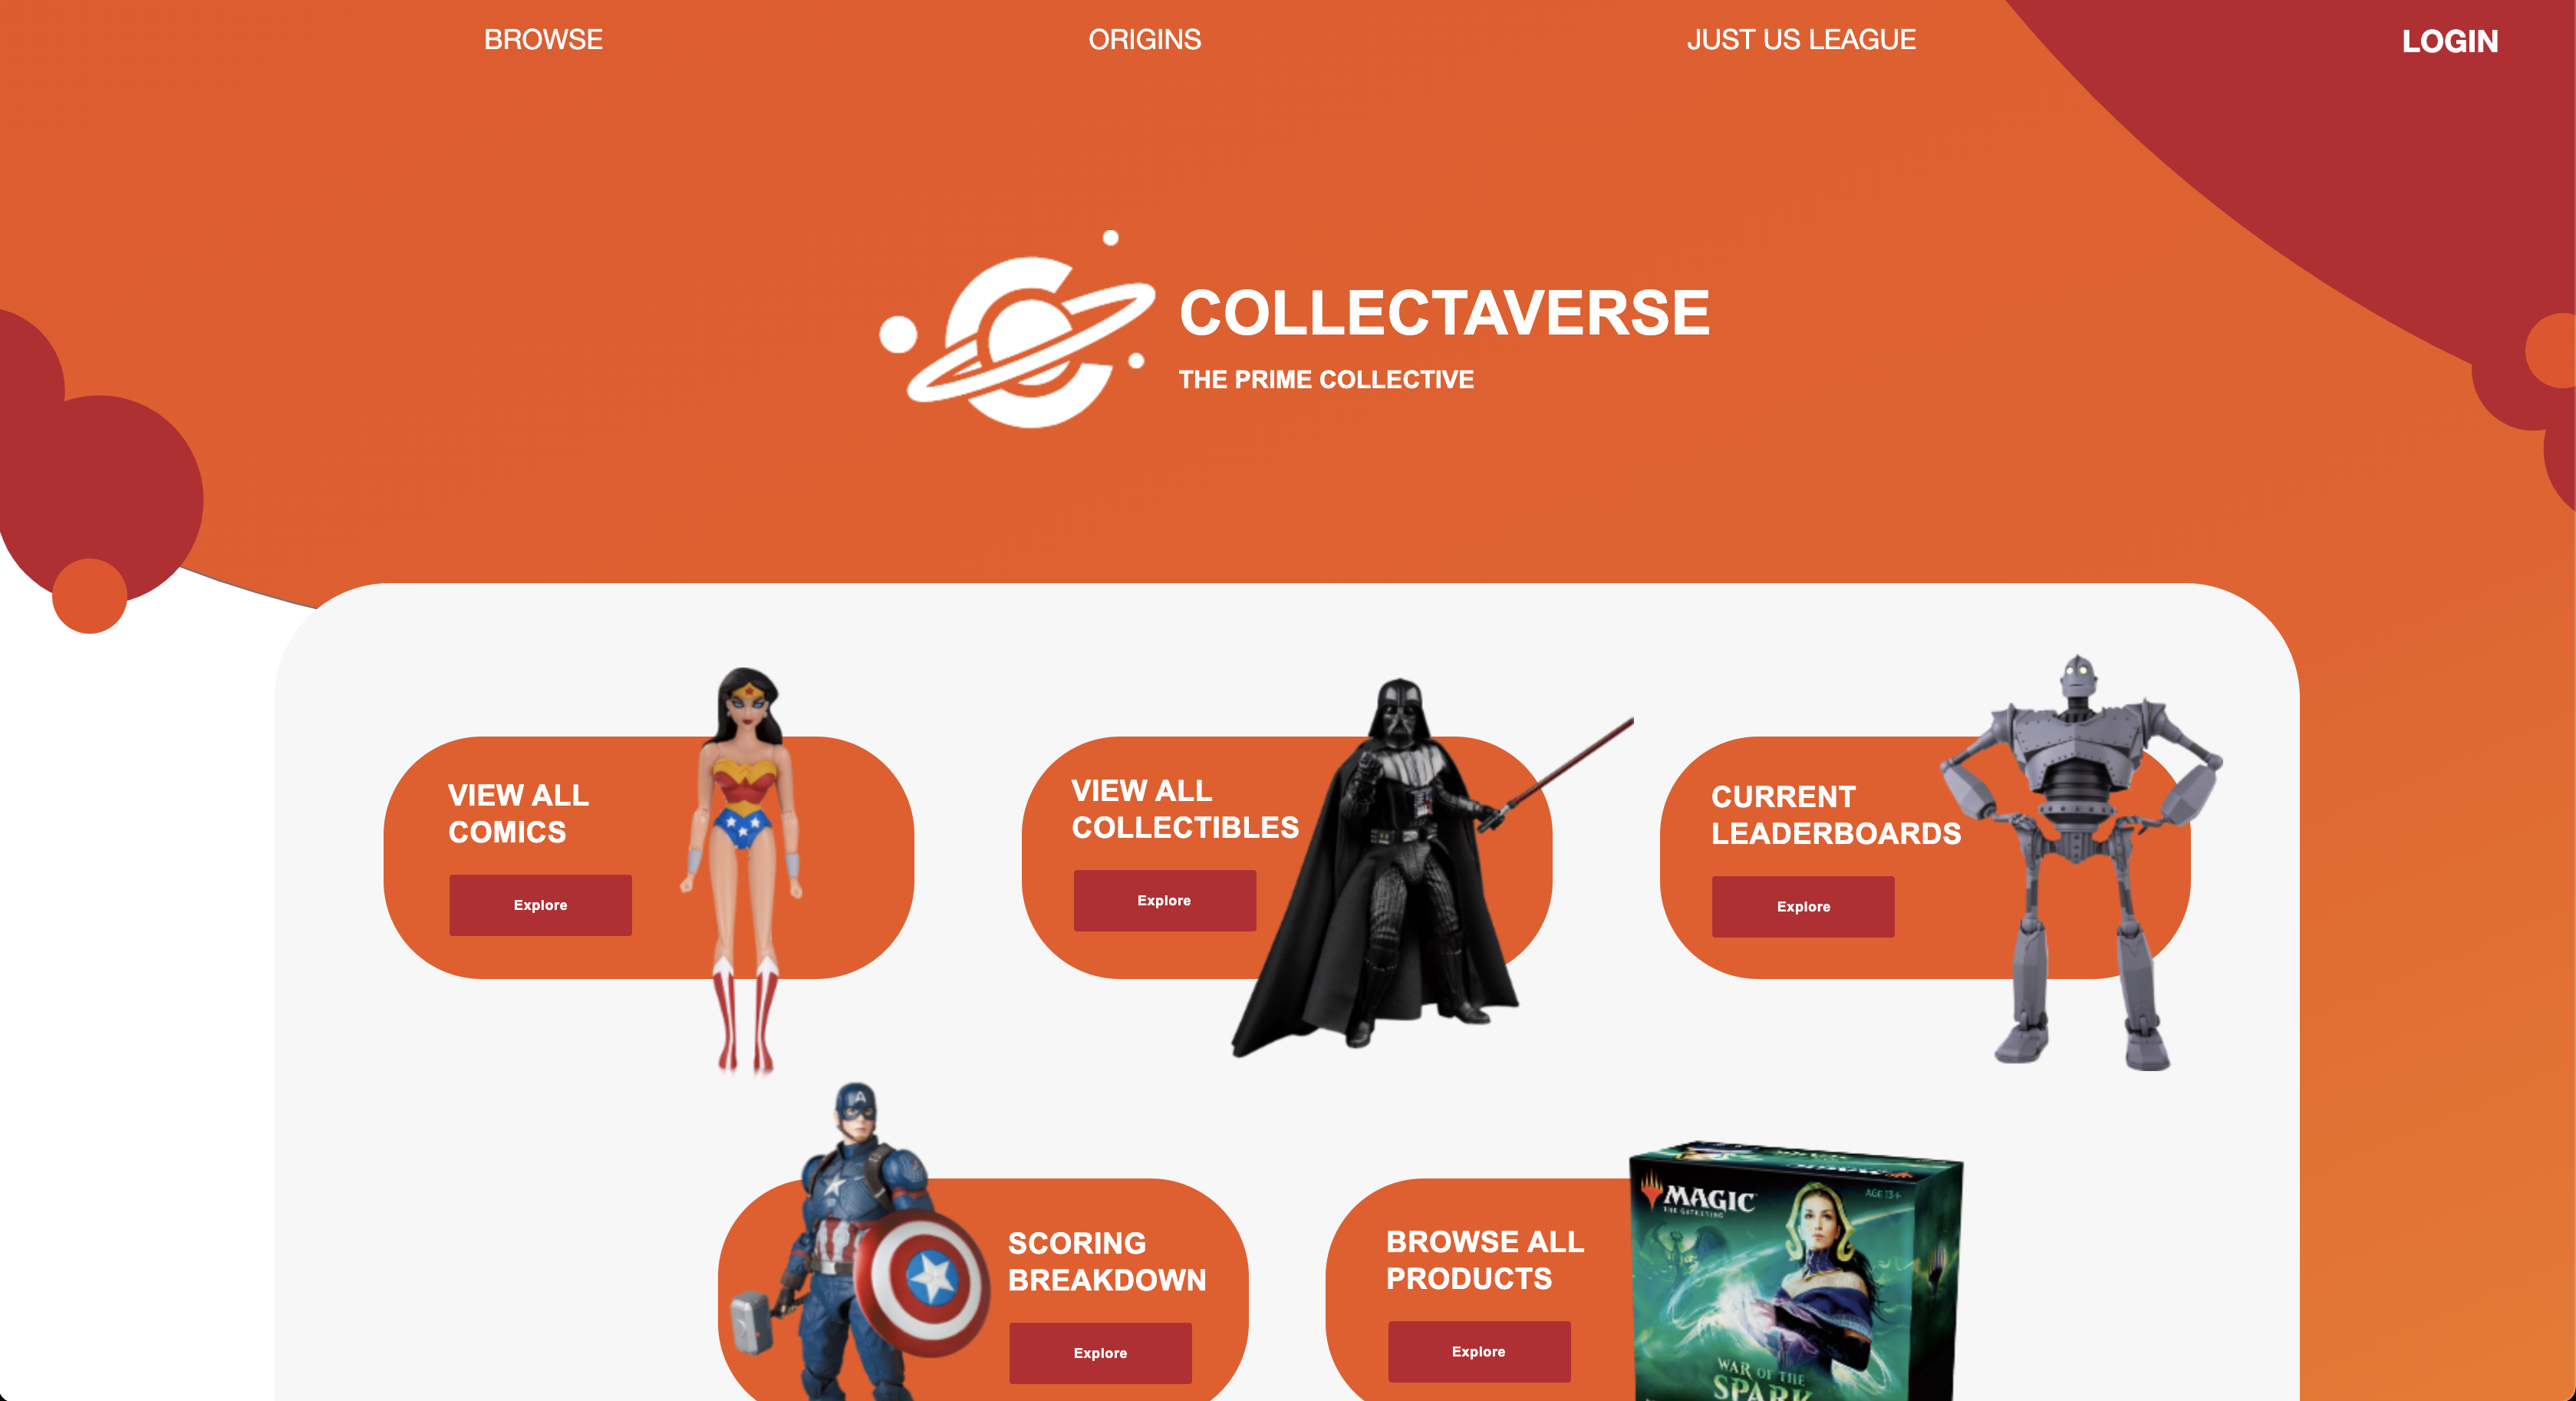 BROWSE
ORIGINS
JUST US LEAGUE
LOGIN
COLLECTAVERSE
THE PRIME COLLECTIVE
VIEW ALL
COMICS
Explore
VIEW ALL
COLLECTIBLES
Explore
CURRENT
LEADERBOARDS
Explore
A
SCORING
BREAKDOWN
Explore
BROWSE ALL
PRODUCTS
Explore
MAGIC
THE GATHERING
AGE 13+
WAR OF THE
SPARK